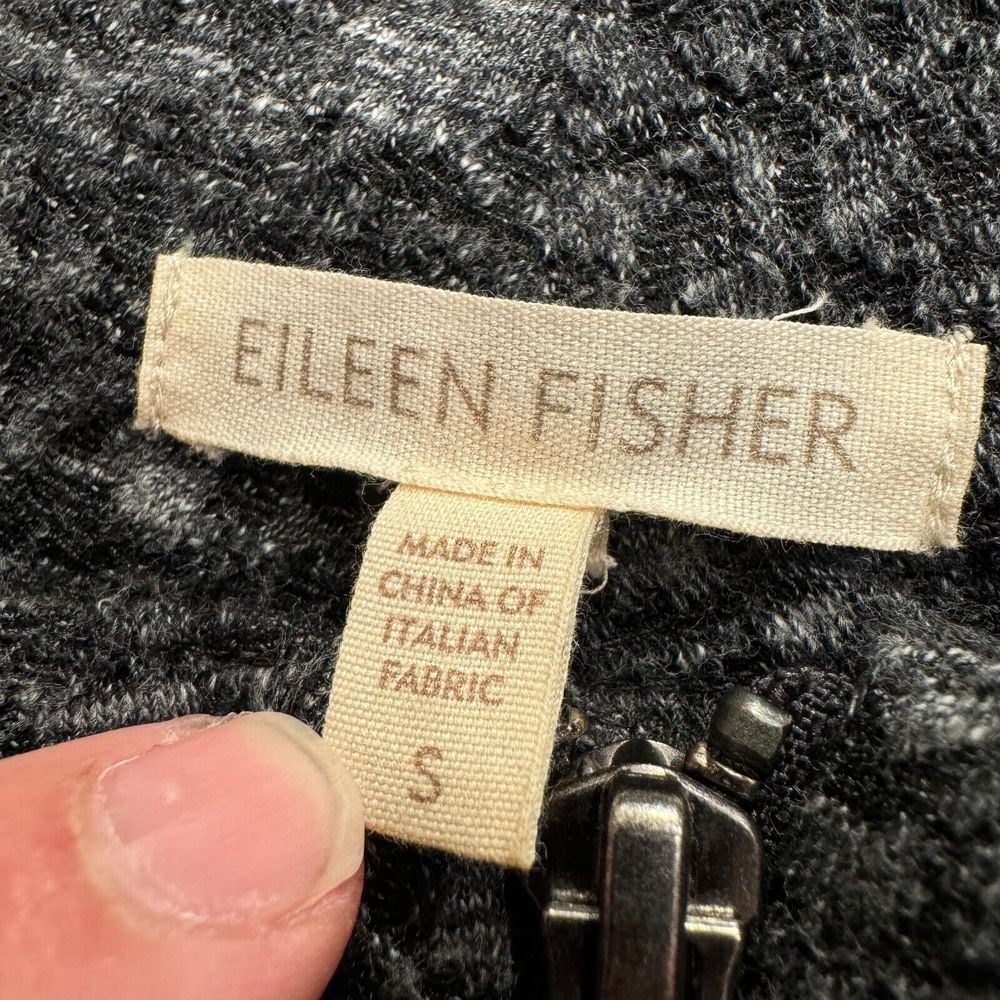 EILEEN FISHER
MADE IN
CHINA OF
ITALIAN
FABRIC
S